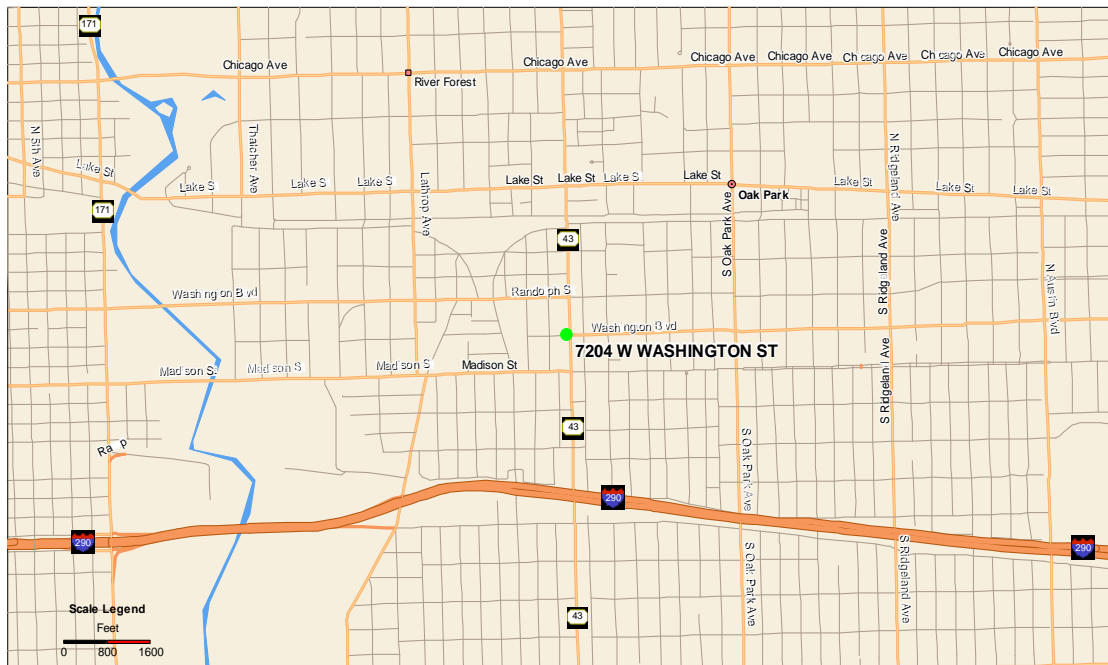 171
Chicago Ave
River Forest
Chicago Ave
Chicago Ave
Chicago Ave
Chicago Ave
Chicago Ave
Chicago Ave
N 5th Ave
Thatcher Ave
N Ridgeland Ave
Lake St
Lake S
Lake S
Lake S
Lake St
Lake St
Lake S
Lake St
Lake St
Lake St
Lake St
Oak Park
171
Lathrop Ave
43
S Oak Park Ave
S Ridgeland Ave
N Austin Blvd
Washington Blvd
Randolph S
Washington Blvd
7204 W WASHINGTON ST
Madison St
Madison S
Madison S
Madison St
S Ridgeland Ave
43
Ramp
S Oak Park Ave
290
290
290
S Oak Park Ave
S Ridgeland Ave
Scale Legend
Feet
0 800 1600
43